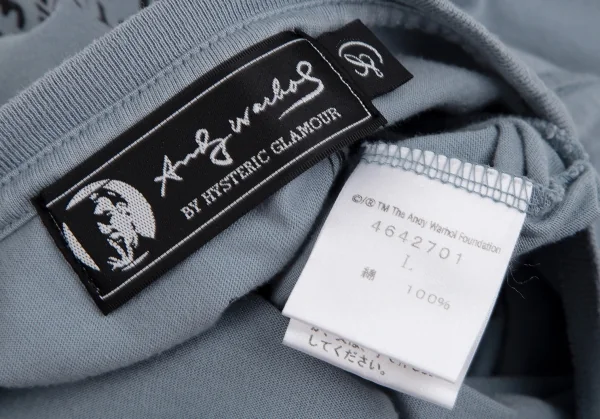 Andy Warhol
BY HYSTERIC GLAMOUR
©/®TM The Andy Warhol Foundation
4642701
L
綿 100%
してください。